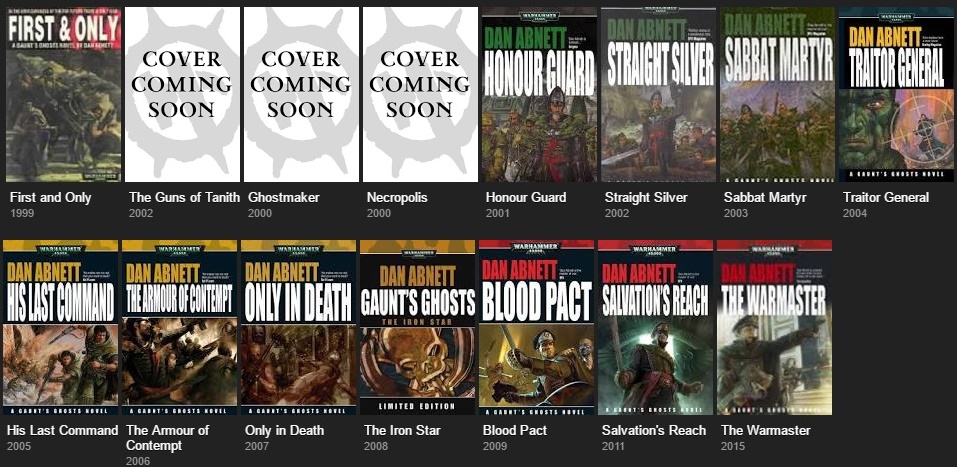 FIRST & ONLY
A GAUNT'S GHOSTS NOVEL BY DAN ABNETT
COVER
COMING
SOON
COVER
COMING
SOON
COVER
COMING
SOON
DAN ABNETT
HONOUR GUARD
DAN ABNETT
STRAIGHT SILVER
DAN ABNETT
SABBAT MARTYR
DAN ABNETT
TRAITOR GENERAL
A GAUNT'S GHOSTS NOVEL
First and Only
1999
The Guns of Tanith
2002
Ghostmaker
2000
Necropolis
2000
Honour Guard
2001
Straight Silver
2002
Sabbat Martyr
2003
Traitor General
2004
WARHAMMER
DAN ABNETT
HIS LAST COMMAND
A GAUNT'S GHOSTS NOVEL
WARHAMMER
DAN ABNETT
THE ARMOUR OF CONTEMPT
A GAUNT'S GHOSTS NOVEL
WARHAMMER
DAN ABNETT
ONLY IN DEATH
A GAUNT'S GHOSTS NOVEL
DAN ABNETT
GAUNT'S GHOSTS
THE IRON STAR
LIMITED EDITION
WARHAMMER
DAN ABNETT
BLOOD PACT
A GAUNT'S GHOSTS NOVEL
WARHAMMER
DAN ABNETT
SALVATION'S REACH
A GAUNT'S GHOSTS NOVEL
WARHAMMER
DAN ABNETT
THE WARMASTER
A GAUNT'S GHOSTS NOVEL
His Last Command
2005
The Armour of
Contempt
2006
Only in Death
2007
The Iron Star
2008
Blood Pact
2009
Salvation's Reach
2011
The Warmaster
2015